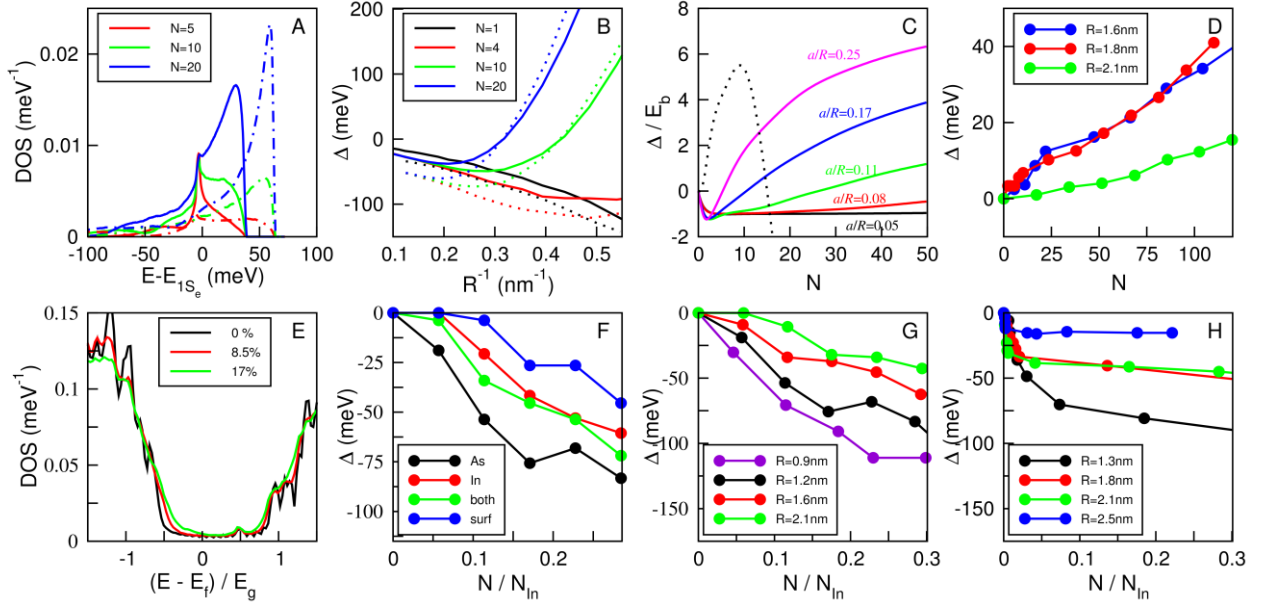 A
DOS (meV⁻¹)
0.02
0.01
0
N=5
N=10
N=20
-100
-50
0
50
100
E-E1Sₑ (meV)
B
Δ (meV)
200
100
0
-100
N=1
N=4
N=10
N=20
0.1
0.2
0.3
0.4
0.5
R⁻¹ (nm⁻¹)
C
Δ / E_b
8
6
4
2
0
-2
a/R=0.25
a/R=0.17
a/R=0.11
a/R=0.08
a/R=0.05
0
10
20
30
40
50
N
D
Δ (meV)
40
20
0
R=1.6nm
R=1.8nm
R=2.1nm
0
25
50
75
100
N
E
DOS (meV⁻¹)
0.15
0.1
0.05
0
0 %
8.5%
17%
-1
0
1
(E - E_f) / E_g
F
Δ (meV)
0
-25
-50
-75
-100
As
In
both
surf
0
0.1
0.2
N / N_In
G
Δ (meV)
0
-50
-100
-150
R=0.9nm
R=1.2nm
R=1.6nm
R=2.1nm
0
0.1
0.2
0.3
N / N_In
H
Δ (meV)
0
-50
-100
-150
R=1.3nm
R=1.8nm
R=2.1nm
R=2.5nm
0
0.1
0.2
0.3
N / N_In